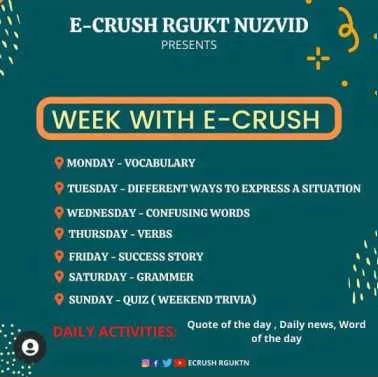 E-CRUSH RGUKT NUZVID
PRESENTS
WEEK WITH E-CRUSH
MONDAY - VOCABULARY
TUESDAY - DIFFERENT WAYS TO EXPRESS A SITUATION
WEDNESDAY - CONFUSING WORDS
THURSDAY - VERBS
FRIDAY - SUCCESS STORY
SATURDAY - GRAMMER
SUNDAY - QUIZ ( WEEKEND TRIVIA)
DAILY ACTIVITIES: Quote of the day , Daily news, Word
of the day
ECRUSH RGUKTN